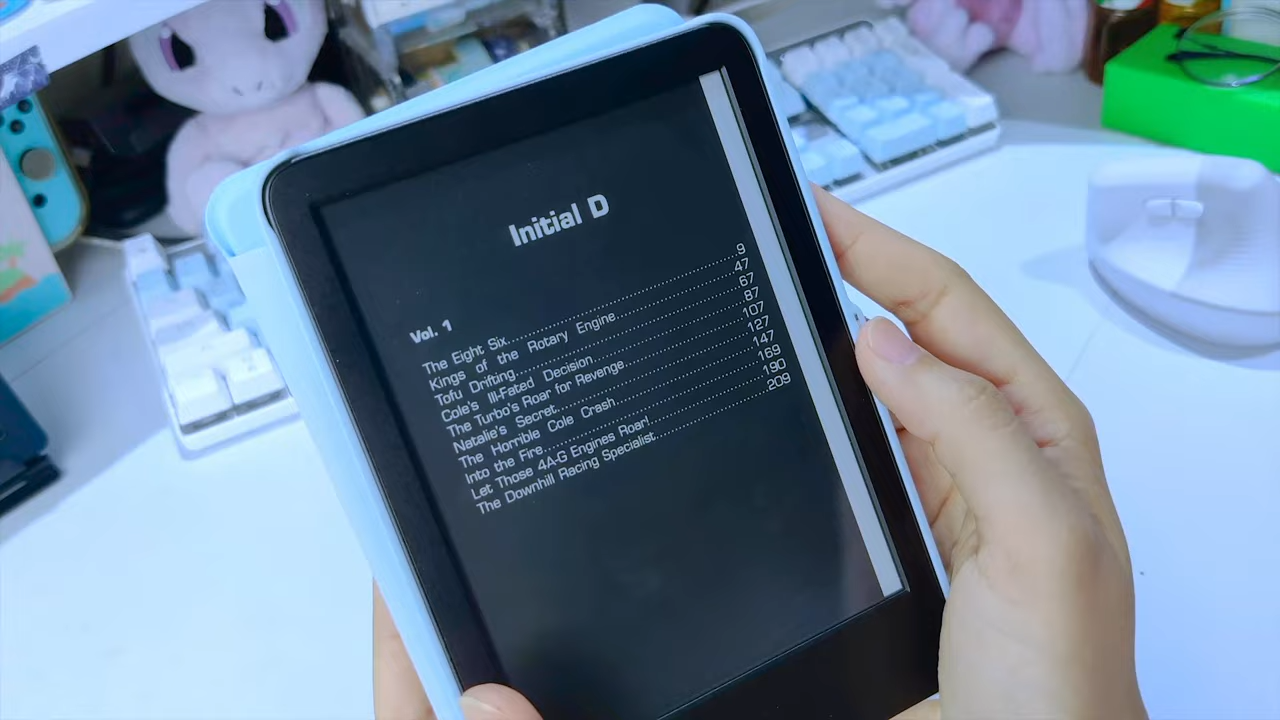 Initial D
Vol. 1
The Eight Six..........9
Kings of the Rotary Engine..........47
Tofu Drifting..........67
Cole's Ill-Fated Decision..........87
The Turbo's Roar for Revenge..........107
Natalie's Secret..........127
The Horrible Cole Crash..........147
Into the Fire..........169
Let Those 4A-G Engines Roar!..........190
The Downhill Racing Specialist..........209